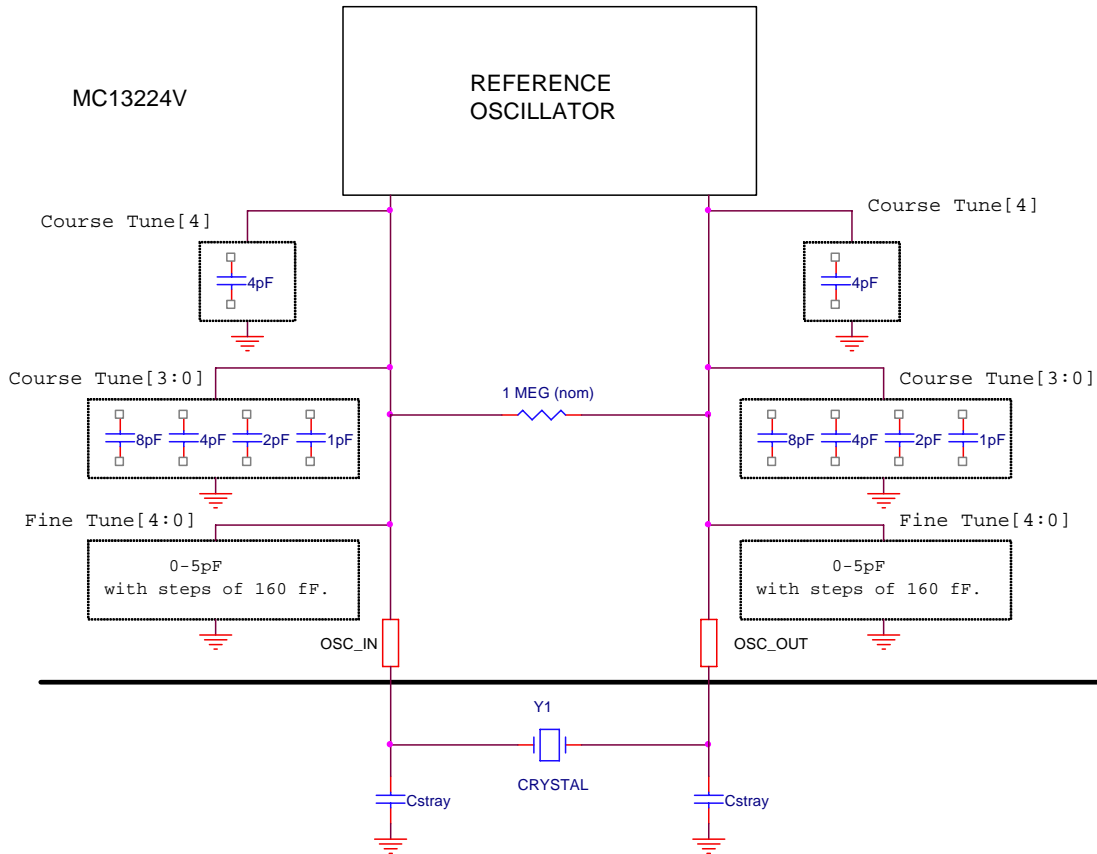 REFERENCE
OSCILLATOR
MC13224V
Course Tune[4]
Course Tune[4]
4pF
4pF
Course Tune[3:0]
Course Tune[3:0]
1 MEG (nom)
8pF 4pF 2pF 1pF
8pF 4pF 2pF 1pF
Fine Tune[4:0]
Fine Tune[4:0]
0-5pF
with steps of 160 fF.
0-5pF
with steps of 160 fF.
OSC_IN
OSC_OUT
Y1
CRYSTAL
Cstray
Cstray